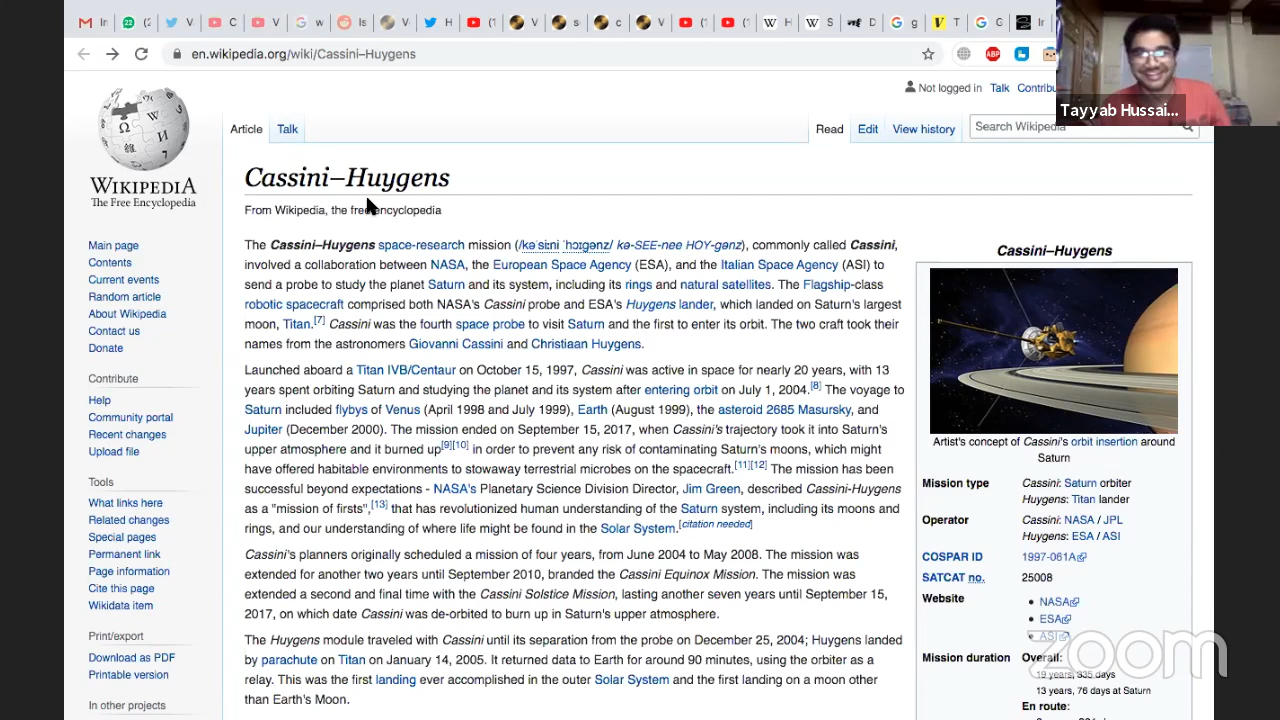 en.wikipedia.org/wiki/Cassini–Huygens
ABP
Tayyab Hussai...
WIKIPEDIA
The Free Encyclopedia
Not logged in Talk
Article Talk
Read Edit View history
Search Wikipedia
Cassini–Huygens
From Wikipedia, the free encyclopedia
The Cassini–Huygens space-research mission (/kəˈsiːni ˈhɔɪɡənz/ kə-SEE-nee HOY-gənz), commonly called Cassini,
involved a collaboration between NASA, the European Space Agency (ESA), and the Italian Space Agency (ASI) to
send a probe to study the planet Saturn and its system, including its rings and natural satellites. The Flagship-class
robotic spacecraft comprised both NASA's Cassini probe and ESA's Huygens lander, which landed on Saturn's largest
moon, Titan.[7] Cassini was the fourth space probe to visit Saturn and the first to enter its orbit. The two craft took their
names from the astronomers Giovanni Cassini and Christiaan Huygens.
Launched aboard a Titan IVB/Centaur on October 15, 1997, Cassini was active in space for nearly 20 years, with 13
years spent orbiting Saturn and studying the planet and its system after entering orbit on July 1, 2004.[8] The voyage to
Saturn included flybys of Venus (April 1998 and July 1999), Earth (August 1999), the asteroid 2685 Masursky, and
Jupiter (December 2000). The mission ended on September 15, 2017, when Cassini's trajectory took it into Saturn's
upper atmosphere and it burned up[9][10] in order to prevent any risk of contaminating Saturn's moons, which might
have offered habitable environments to stowaway terrestrial microbes on the spacecraft.[11][12] The mission has been
successful beyond expectations - NASA's Planetary Science Division Director, Jim Green, described Cassini-Huygens
as a "mission of firsts",[13] that has revolutionized human understanding of the Saturn system, including its moons and
rings, and our understanding of where life might be found in the Solar System.[citation needed]
Cassini's planners originally scheduled a mission of four years, from June 2004 to May 2008. The mission was
extended for another two years until September 2010, branded the Cassini Equinox Mission. The mission was
extended a second and final time with the Cassini Solstice Mission, lasting another seven years until September 15,
2017, on which date Cassini was de-orbited to burn up in Saturn's upper atmosphere.
The Huygens module traveled with Cassini until its separation from the probe on December 25, 2004; Huygens landed
by parachute on Titan on January 14, 2005. It returned data to Earth for around 90 minutes, using the orbiter as a
relay. This was the first landing ever accomplished in the outer Solar System and the first landing on a moon other
than Earth's Moon.
Main page
Contents
Current events
Random article
About Wikipedia
Contact us
Donate
Contribute
Help
Community portal
Recent changes
Upload file
Tools
What links here
Related changes
Special pages
Permanent link
Page information
Cite this page
Wikidata item
Print/export
Download as PDF
Printable version
In other projects
Cassini–Huygens
Artist's concept of Cassini's orbit insertion around
Saturn
Mission type Cassini: Saturn orbiter
Huygens: Titan lander
Operator Cassini: NASA / JPL
Huygens: ESA / ASI
COSPAR ID 1997-061A
SATCAT no. 25008
Website
NASA
ESA
ASI
Mission duration Overall:
19 years, 335 days
13 years, 76 days at Saturn
En route:
zoom